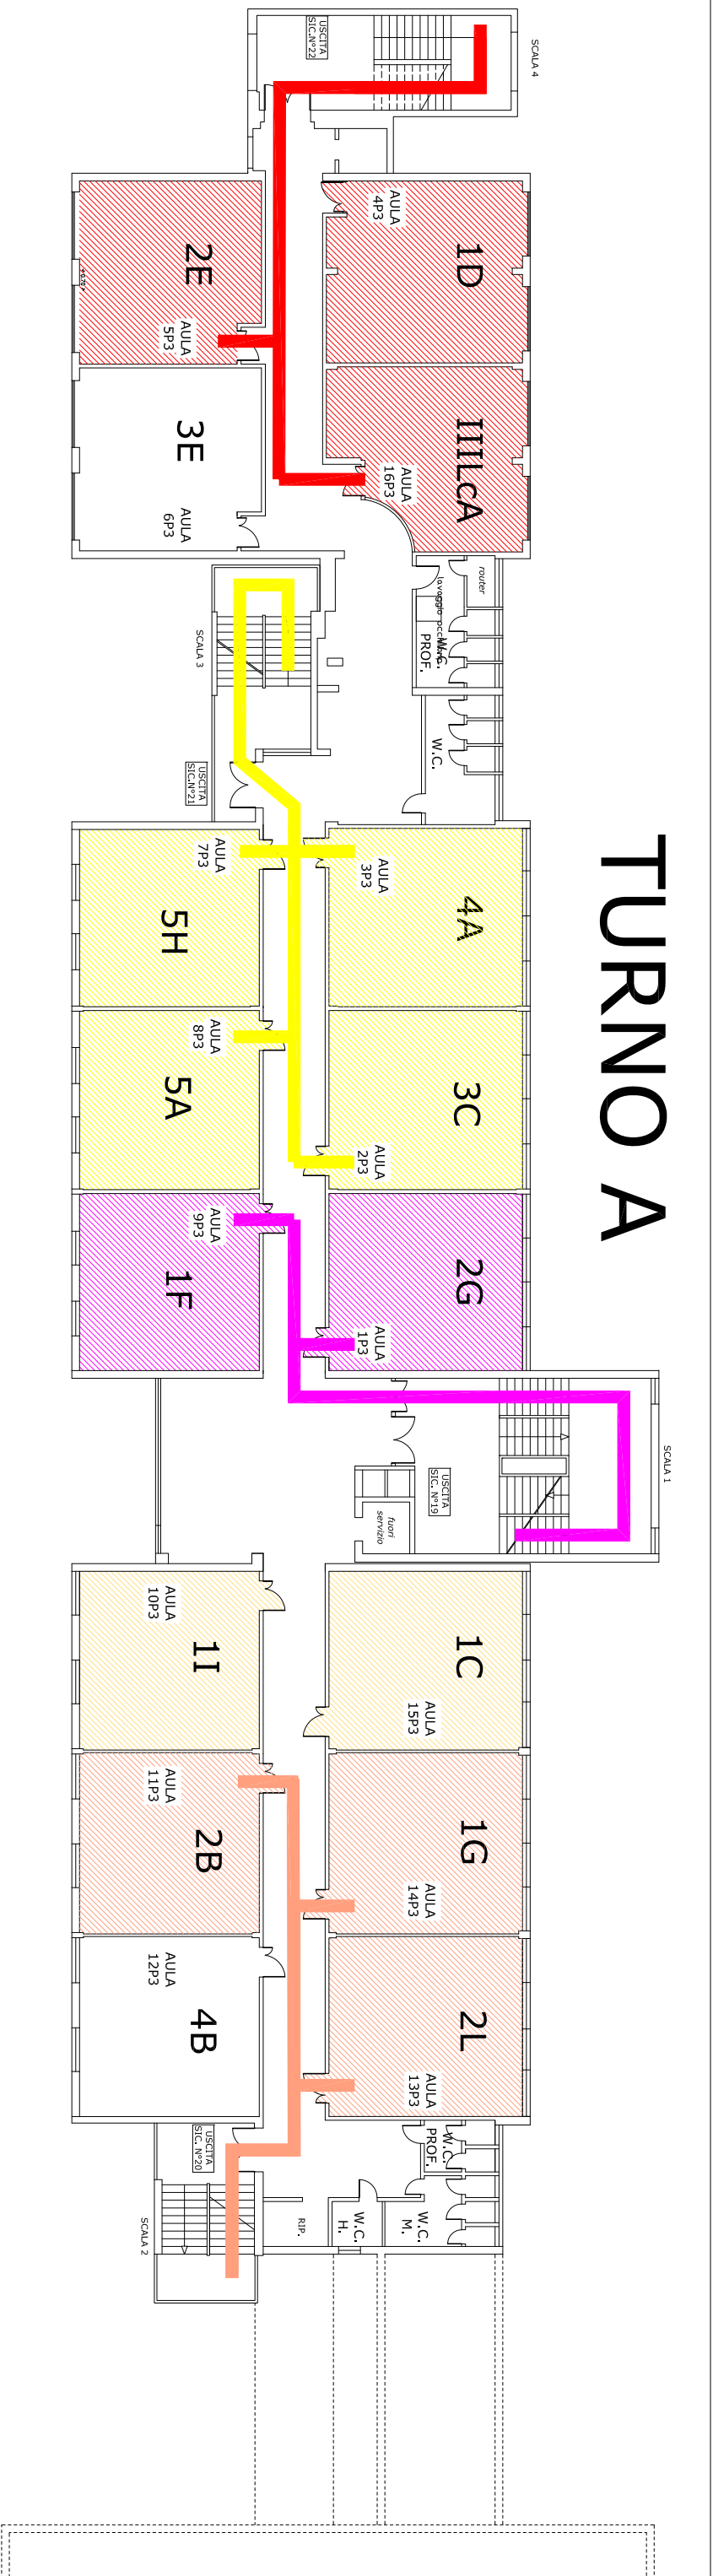 TURNO A
SCALA 4
USCITA
SIC.N°22
1D
AULA
4P3
2E
AULA
5P3
IIILcA
AULA
16P3
3E
AULA
6P3
router
lavaggio
W.C.
PROF.
W.C.
SCALA 3
USCITA
SIC.N°21
4A
AULA
3P3
5H
AULA
7P3
3C
AULA
2P3
5A
AULA
8P3
2G
AULA
1P3
1F
AULA
9P3
SCALA 1
USCITA
SIC. N°19
fuori
servizio
1C
AULA
15P3
1I
AULA
10P3
1G
AULA
14P3
2B
AULA
11P3
2L
AULA
13P3
4B
AULA
12P3
W.C.
PROF.
W.C.
M.
W.C.
H.
RIP.
USCITA
SIC. N°20
SCALA 2